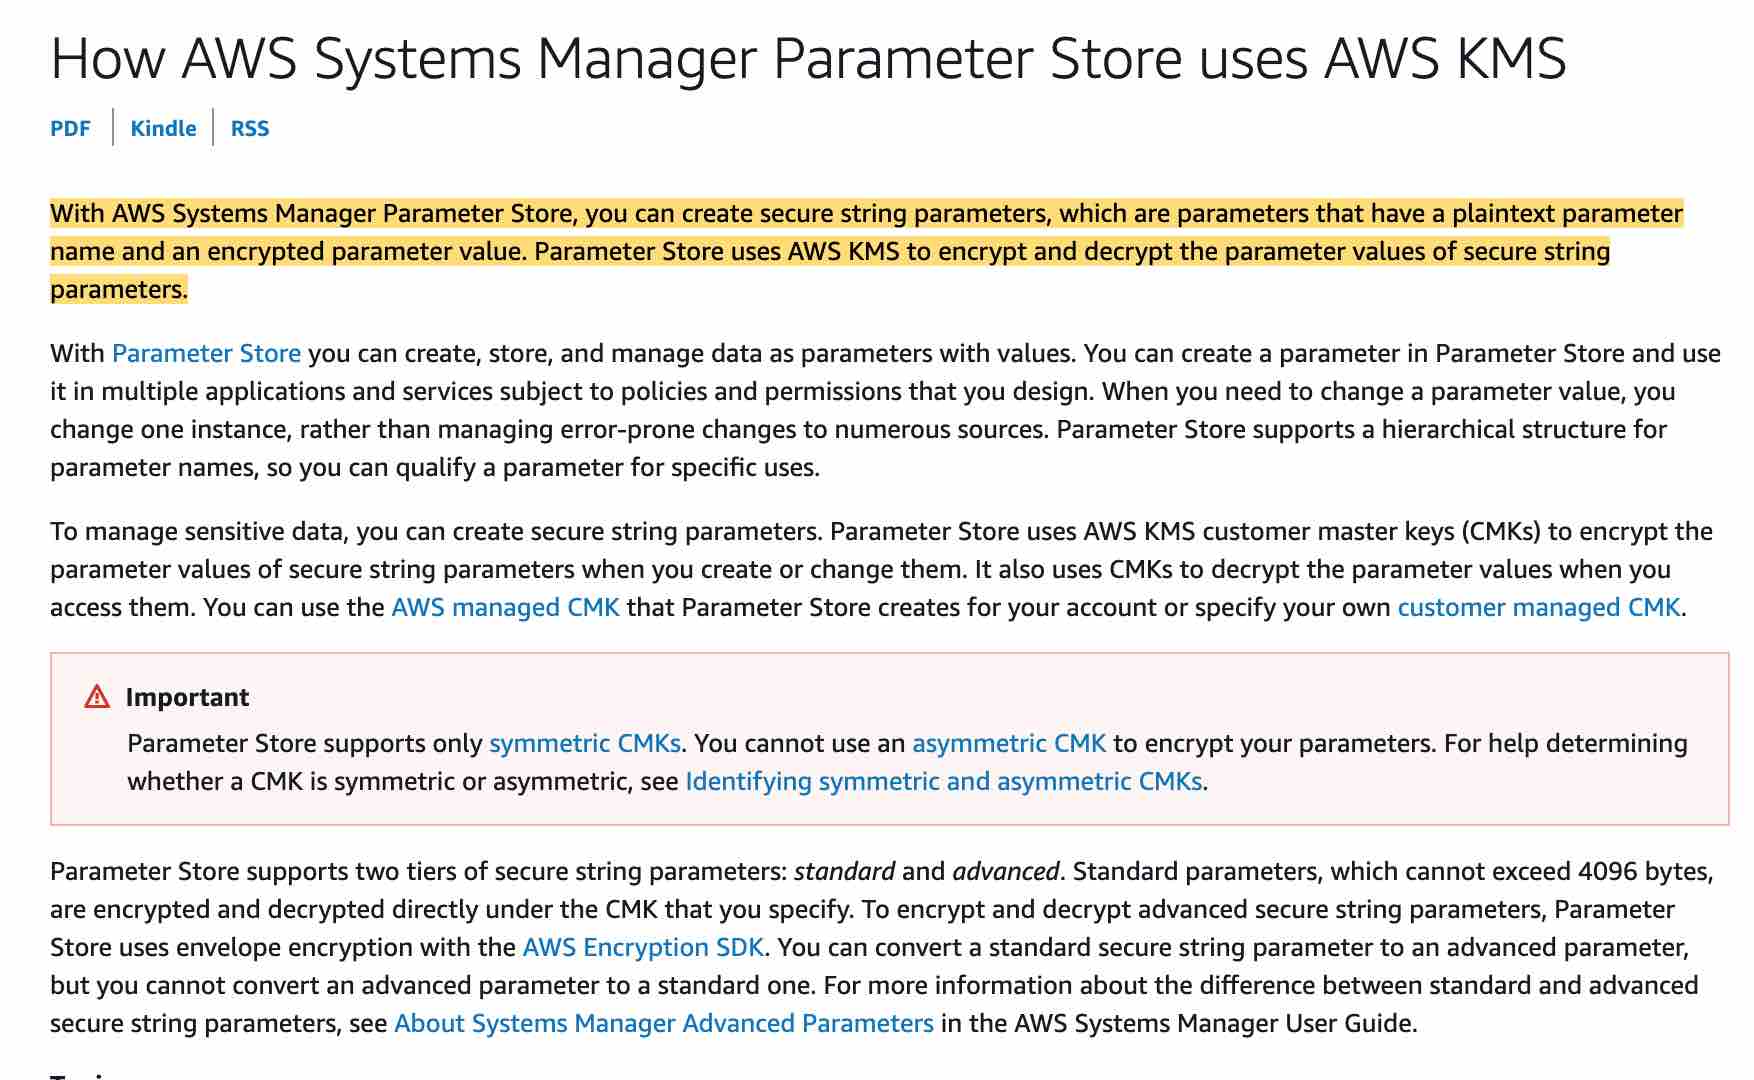 How AWS Systems Manager Parameter Store uses AWS KMS
PDF
Kindle
RSS
With AWS Systems Manager Parameter Store, you can create secure string parameters, which are parameters that have a plaintext parameter
name and an encrypted parameter value. Parameter Store uses AWS KMS to encrypt and decrypt the parameter values of secure string
parameters.
With Parameter Store you can create, store, and manage data as parameters with values. You can create a parameter in Parameter Store and use
it in multiple applications and services subject to policies and permissions that you design. When you need to change a parameter value, you
change one instance, rather than managing error-prone changes to numerous sources. Parameter Store supports a hierarchical structure for
parameter names, so you can qualify a parameter for specific uses.
To manage sensitive data, you can create secure string parameters. Parameter Store uses AWS KMS customer master keys (CMKs) to encrypt the
parameter values of secure string parameters when you create or change them. It also uses CMKs to decrypt the parameter values when you
access them. You can use the AWS managed CMK that Parameter Store creates for your account or specify your own customer managed CMK.
Important
Parameter Store supports only symmetric CMKs. You cannot use an asymmetric CMK to encrypt your parameters. For help determining
whether a CMK is symmetric or asymmetric, see Identifying symmetric and asymmetric CMKs.
Parameter Store supports two tiers of secure string parameters: standard and advanced. Standard parameters, which cannot exceed 4096 bytes,
are encrypted and decrypted directly under the CMK that you specify. To encrypt and decrypt advanced secure string parameters, Parameter
Store uses envelope encryption with the AWS Encryption SDK. You can convert a standard secure string parameter to an advanced parameter,
but you cannot convert an advanced parameter to a standard one. For more information about the difference between standard and advanced
secure string parameters, see About Systems Manager Advanced Parameters in the AWS Systems Manager User Guide.